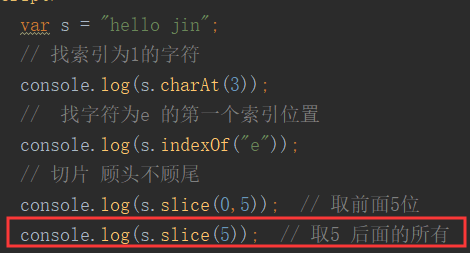 var s = "hello jin";
// 找索引为1的字符
console.log(s.charAt(3));
//  找字符为e 的第一个索引位置
console.log(s.indexOf("e"));
// 切片 顾头不顾尾
console.log(s.slice(0,5));  // 取前面5位
console.log(s.slice(5));  // 取5 后面的所有